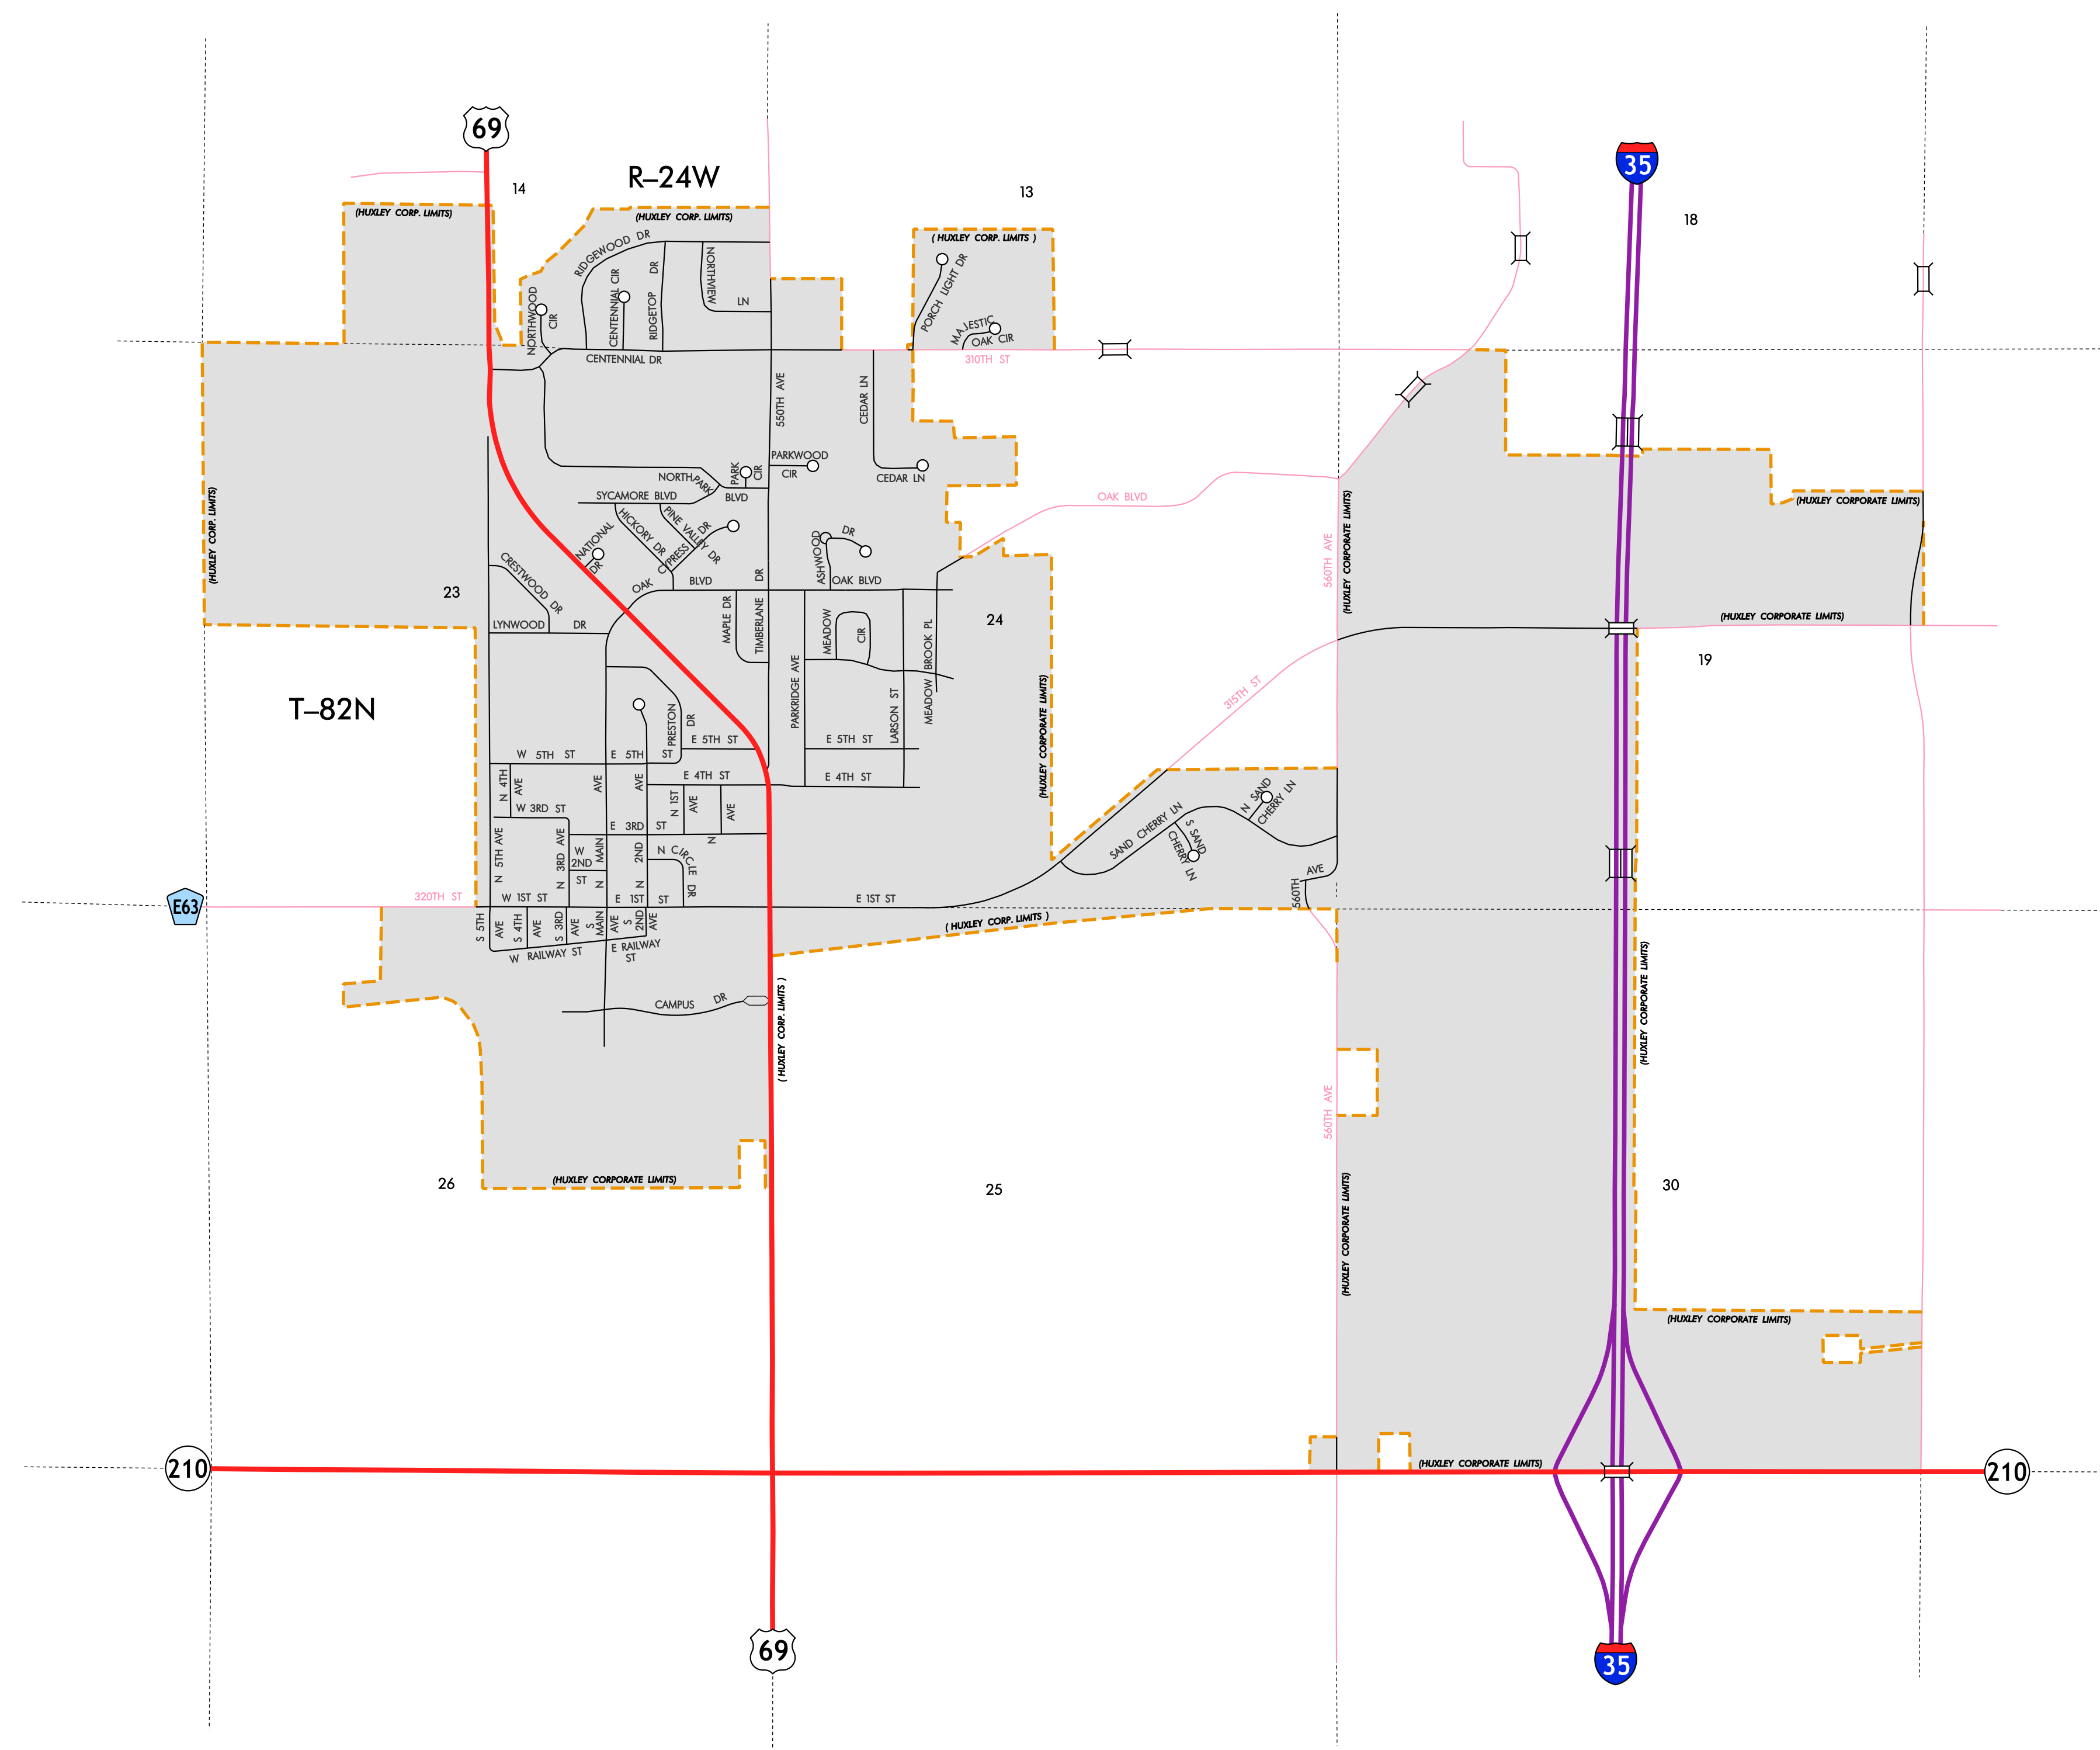 69
R–24W
14
13
35
18
(HUXLEY CORP. LIMITS)
(HUXLEY CORP. LIMITS)
( HUXLEY CORP. LIMITS )
RIDGEWOOD DR
NORTHVIEW
LN
CENTENNIAL CIR
RIDGETOP DR
NORTHWOOD
CIR
PORCH LIGHT DR
MAJESTIC
OAK CIR
CENTENNIAL DR
310TH ST
550TH AVE
CEDAR LN
CEDAR LN
PARKWOOD
CIR
NORTH PARK
BLVD
PARK
CIR
SYCAMORE BLVD
HICKORY DR
PINE VALLEY DR
CYPRESS DR
NATIONAL
DR
OAK BLVD
(HUXLEY CORP. LIMITS)
(HUXLEY CORPORATE LIMITS)
(HUXLEY CORPORATE LIMITS)
560TH AVE
CRESTWOOD DR
OAK BLVD
ASHWOOD
DR
OAK BLVD
23
24
LYNWOOD DR
MAPLE DR
TIMBERLANE DR
MEADOW
CIR
MEADOW BROOK PL
(HUXLEY CORPORATE LIMITS)
19
T–82N
PARKRIDGE AVE
LARSON ST
PRESTON
DR
315TH ST
(HUXLEY CORPORATE LIMITS)
W 5TH ST
E 5TH ST
E 5TH ST
E 5TH ST
E 4TH ST
E 4TH ST
N 4TH
AVE
W 3RD ST
E 3RD ST
N 1ST
AVE
N
AVE
N 5TH AVE
N 3RD AVE
W
2ND
ST
N MAIN AVE
N 2ND AVE
N CIRCLE DR
SAND CHERRY LN
S SAND
CHERRY LN
N SAND
CHERRY LN
560TH
AVE
E63
320TH ST
W 1ST ST
E 1ST ST
E 1ST ST
S 5TH
AVE
S 4TH
AVE
S 3RD
AVE
S
MAIN
AVE
S
2ND
AVE
W RAILWAY ST
E RAILWAY
ST
( HUXLEY CORP. LIMITS )
CAMPUS DR
( HUXLEY CORP. LIMITS )
(HUXLEY CORPORATE LIMITS)
560TH AVE
26
(HUXLEY CORPORATE LIMITS)
25
(HUXLEY CORPORATE LIMITS)
30
(HUXLEY CORPORATE LIMITS)
210
(HUXLEY CORPORATE LIMITS)
210
69
35